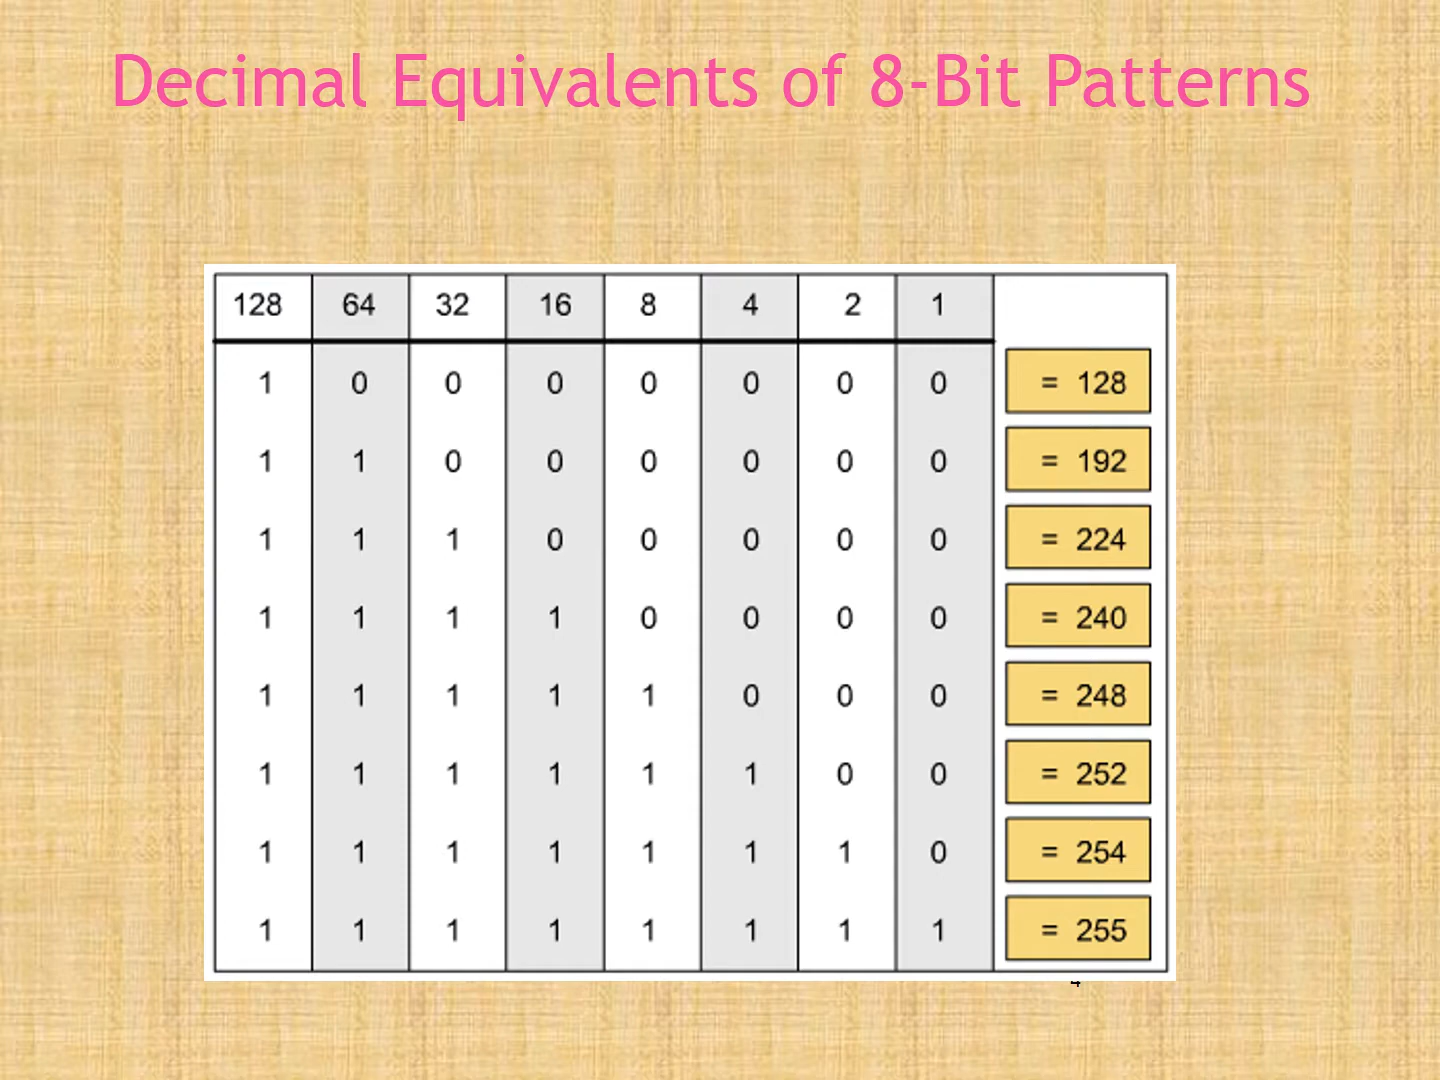 Decimal Equivalents of 8-Bit Patterns
128 64 32 16 8 4 2 1
1 0 0 0 0 0 0 0 = 128
1 1 0 0 0 0 0 0 = 192
1 1 1 0 0 0 0 0 = 224
1 1 1 1 0 0 0 0 = 240
1 1 1 1 1 0 0 0 = 248
1 1 1 1 1 1 0 0 = 252
1 1 1 1 1 1 1 0 = 254
1 1 1 1 1 1 1 1 = 255
4